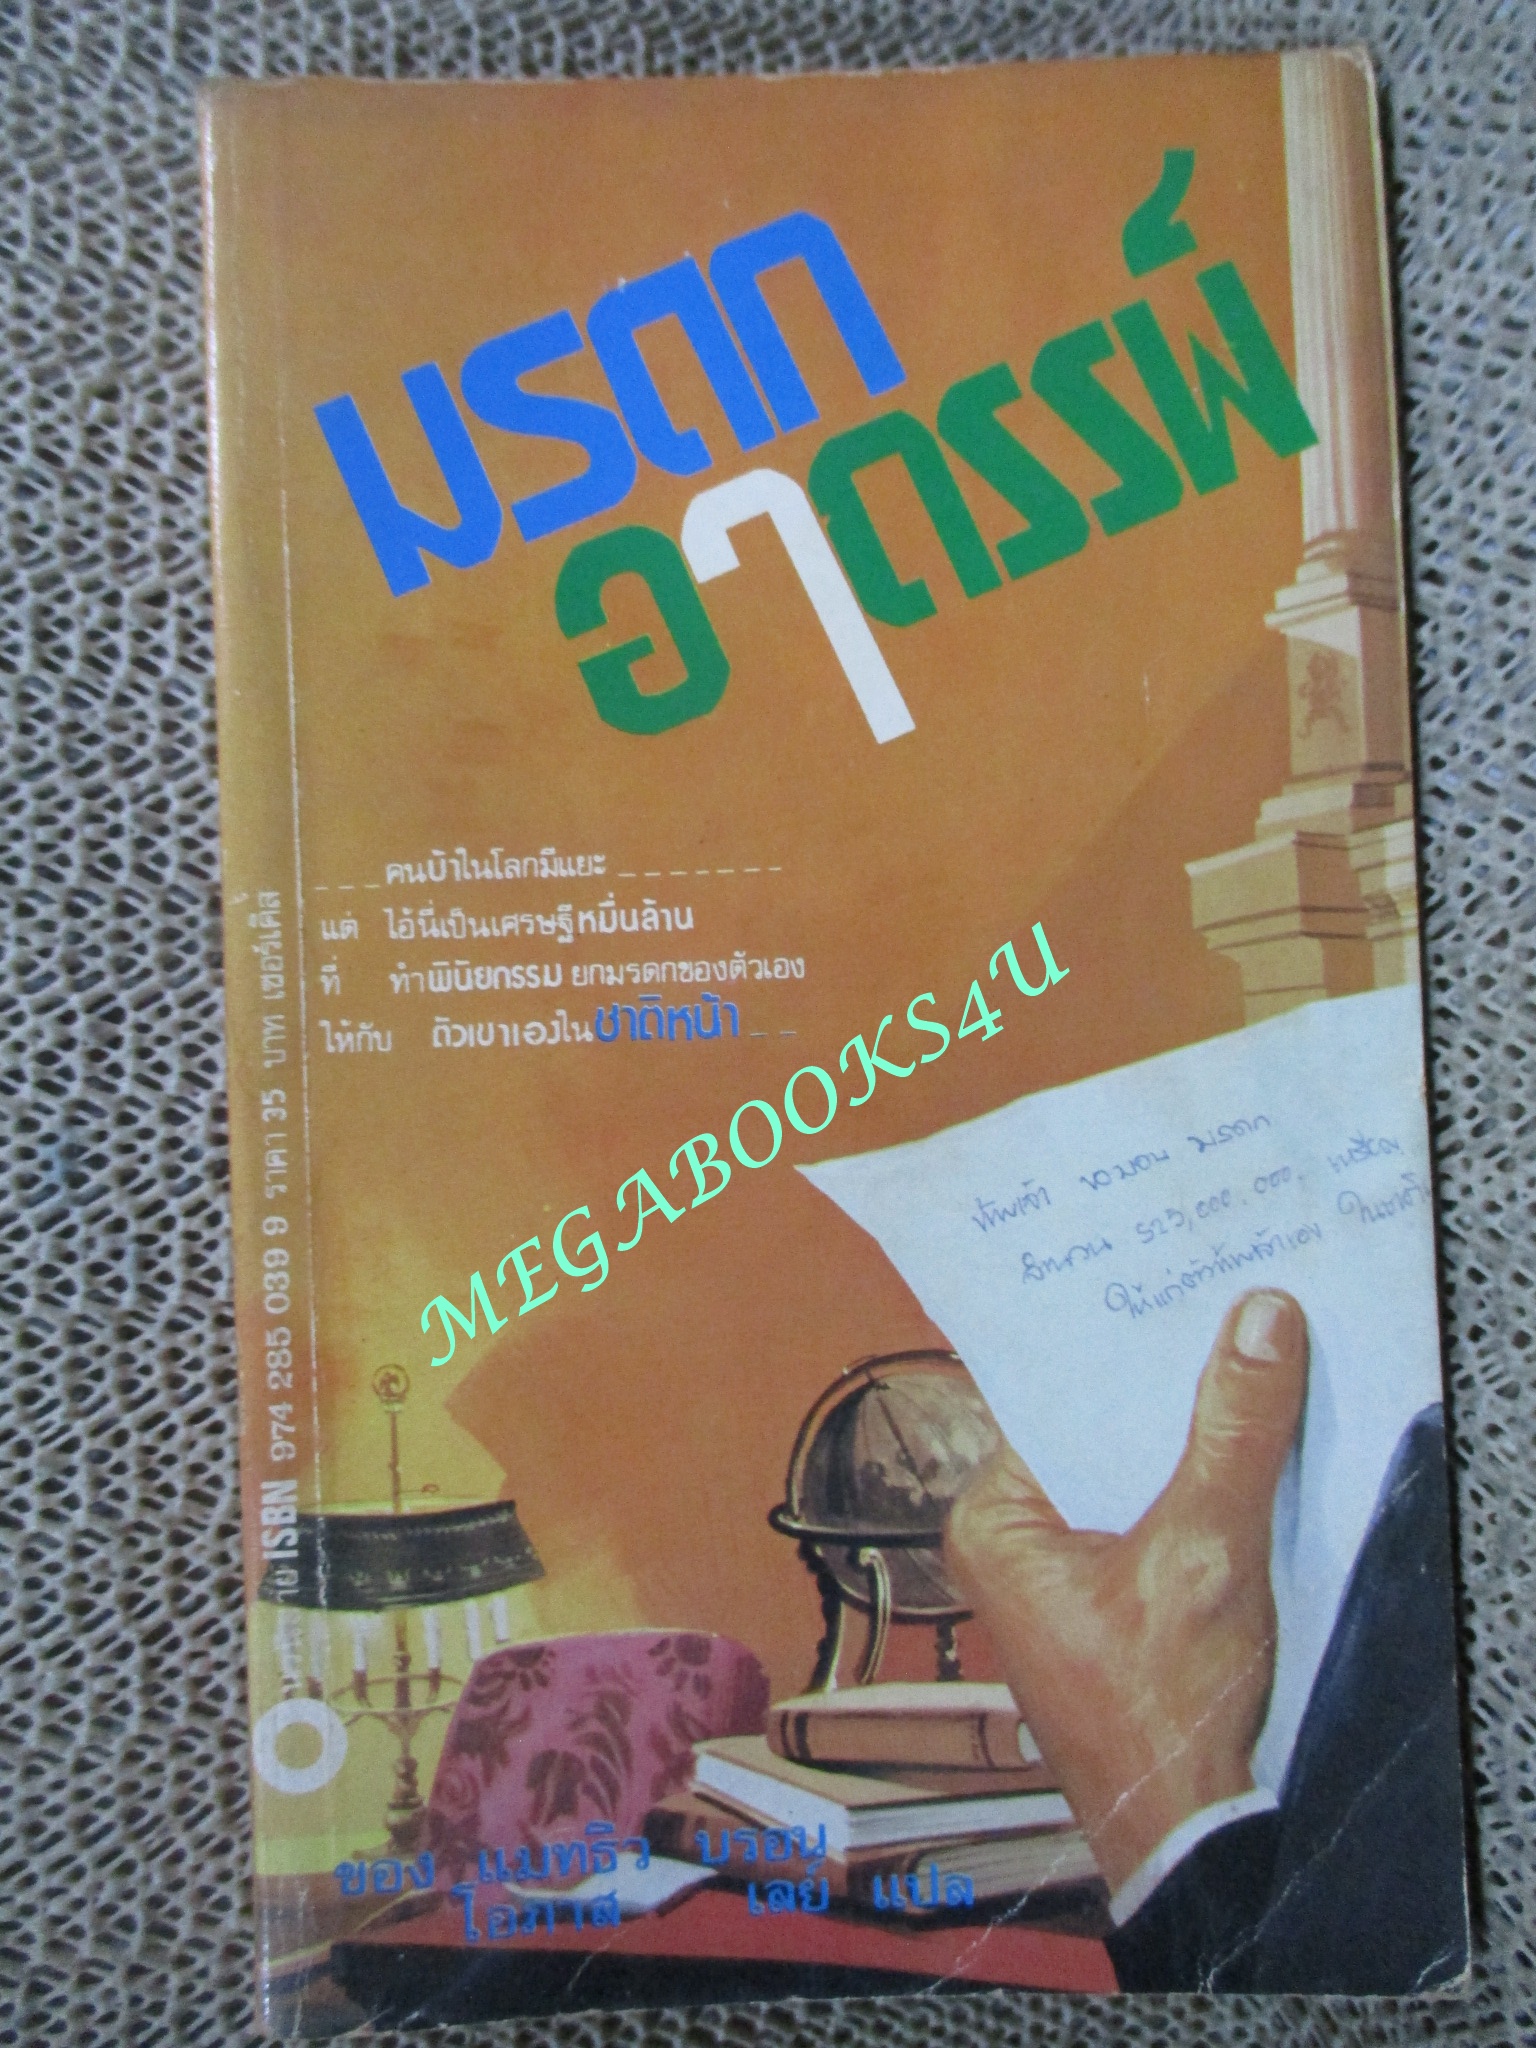 มรดก
อาถรรพ์
_ _ _ คนบ้าในโลกมีแยะ _ _ _ _ _ _ _
แต่ ไอ้นี่เป็นเศรษฐีหมื่นล้าน
ที่ ทำพินัยกรรม ยกมรดกของตัวเอง
ให้กับ ตัวเขาเองในชาติหน้า _ _
MEGABOOKS4U
ข้าพเจ้า ขอมอบ มรดก
จำนวน 525,000.000. เหรียญ
ให้แก่ตัวข้าพเจ้าเอง ในชาติ
ISBN 974 285 039 9 ราคา 35 บาท เซอร์เคิ้ล
ของ แมทธิว บรอน
โอภาส เลย์ แปล